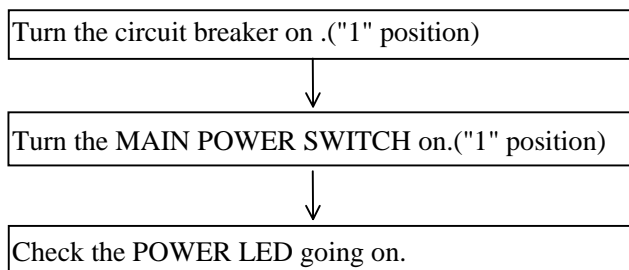 Turn the circuit breaker on .("1" position)
Turn the MAIN POWER SWITCH on.("1" position)
Check the POWER LED going on.